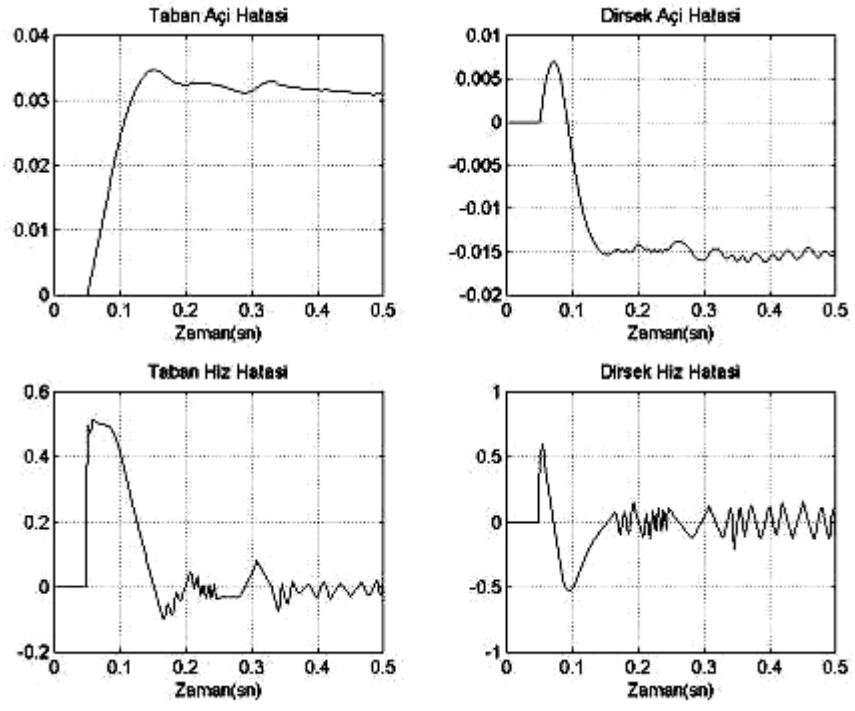 Taban Açi Hatasi
0.04
0.03
0.02
0.01
0
0 0.1 0.2 0.3 0.4 0.5
Zaman(sn)
Dirsek Açi Hatasi
0.01
0.005
0
-0.005
-0.01
-0.015
-0.02
0 0.1 0.2 0.3 0.4 0.5
Zaman(sn)
Taban Hiz Hatasi
0.6
0.4
0.2
0
-0.2
0 0.1 0.2 0.3 0.4 0.5
Zaman(sn)
Dirsek Hiz Hatasi
1
0.5
0
-0.5
-1
0 0.1 0.2 0.3 0.4 0.5
Zaman(sn)